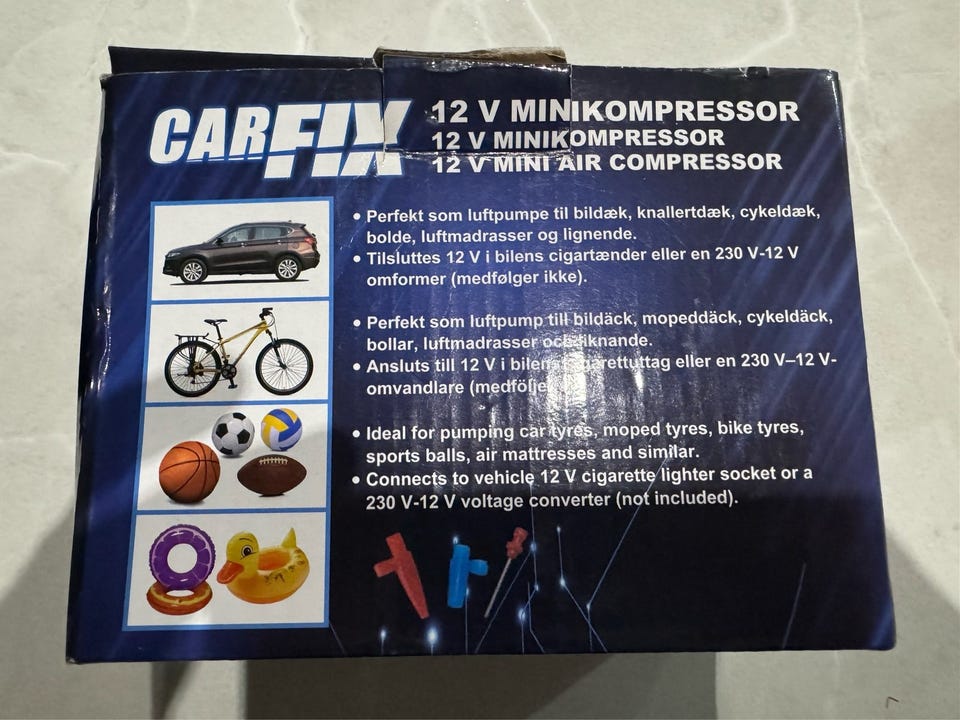 CARFIX
12 V MINIKOMPRESSOR
12 V MINIKOMPRESSOR
12 V MINI AIR COMPRESSOR
• Perfekt som luftpumpe til bildæk, knallertdæk, cykeldæk,
bolde, luftmadrasser og lignende.
• Tilsluttes 12 V i bilens cigartænder eller en 230 V-12 V
omformer (medfølger ikke).
• Perfekt som luftpump till bildäck, mopeddäck, cykeldäck,
bollar, luftmadrasser och liknande.
• Ansluts till 12 V i bilens eller en 230 V–12 V-
omvandlare
• Ideal for pumping car tyres, moped tyres, bike tyres,
sports balls, air mattresses and similar.
• Connects to vehicle 12 V cigarette lighter socket or a
230 V-12 V voltage converter (not included).